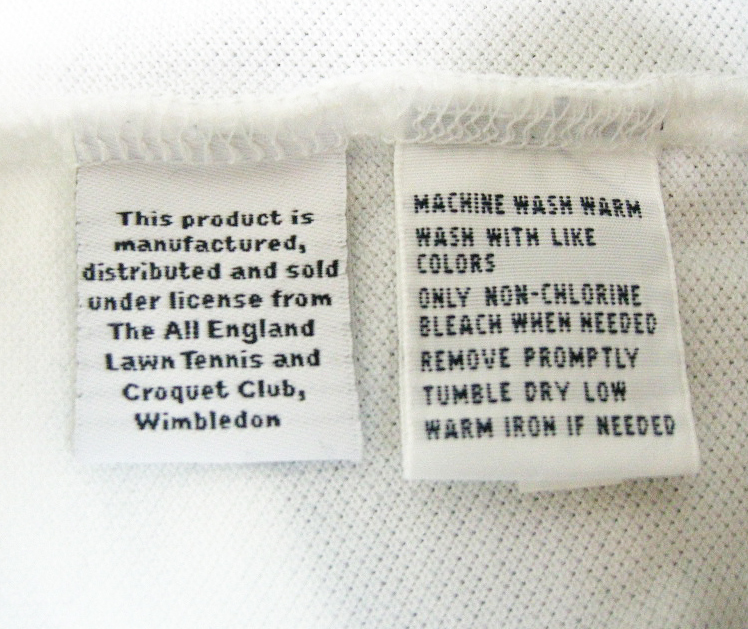 This product is
manufactured,
distributed and sold
under license from
The All England
Lawn Tennis and
Croquet Club,
Wimbledon
MACHINE WASH WARM
WASH WITH LIKE
COLORS
ONLY NON-CHLORINE
BLEACH WHEN NEEDED
REMOVE PROMPTLY
TUMBLE DRY LOW
WARM IRON IF NEEDED